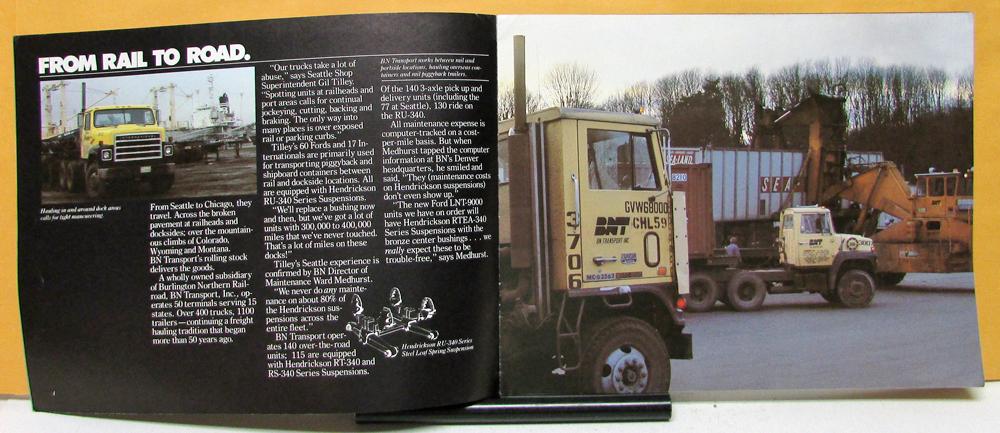 FROM RAIL TO ROAD.
Hauling in and around dock areas
calls for tight maneuvering.
From Seattle to Chicago, they
travel. Across the broken
pavement at railheads and
docksides; over the mountain-
ous climbs of Colorado,
Wyoming and Montana.
BN Transport's rolling stock
delivers the goods.
A wholly owned subsidiary
of Burlington Northern Rail-
road, BN Transport, Inc., op-
erates 50 terminals serving 15
states. Over 400 trucks, 1100
trailers—continuing a freight
hauling tradition that began
more than 50 years ago.
"Our trucks take a lot of
abuse," says Seattle Shop
Superintendent Gil Tilley.
"Spotting units at railheads and
port areas calls for continual
jockeying, cutting, backing and
braking. The only way into
many places is over exposed
rail or parking curbs."
Tilley's 60 Fords and 17 In-
ternationals are primarily used
for transporting piggyback and
shipboard containers between
rail and dockside locations. All
are equipped with Hendrickson
RU-340 Series Suspensions.
"We'll replace a bushing now
and then, but we've got a lot of
units with 300,000 to 400,000
miles that we've never touched.
That's a lot of miles on these
docks!"
Tilley's Seattle experience is
confirmed by BN Director of
Maintenance Ward Medhurst.
"We never do any mainte-
nance on about 80% of
the Hendrickson sus-
pensions across the
entire fleet."
BN Transport oper-
ates 140 over-the-road
units; 115 are equipped
with Hendrickson RT-340 and
RS-340 Series Suspensions.
BN Transport works between rail and
portside locations, hauling overseas con-
tainers and rail piggyback trailers.
Of the 140 3-axle pick up and
delivery units (including the
77 at Seattle), 130 ride on
the RU-340.
All maintenance expense is
computer-tracked on a cost-
per-mile basis. But when
Medhurst tapped the computer
information at BN's Denver
headquarters, he smiled and
said, "They (maintenance costs
on Hendrickson suspensions)
don't even show up."
"The new Ford LNT-9000
units we have on order will
have Hendrickson RTEA-340
Series Suspensions with the
bronze center bushings . . . we
really expect these to be
trouble-free," says Medhurst.
Hendrickson RU-340 Series
Steel Leaf Spring Suspension
SEA
GVW68000
CHL59
3706
BNT
BN TRANSPORT INC
BNT